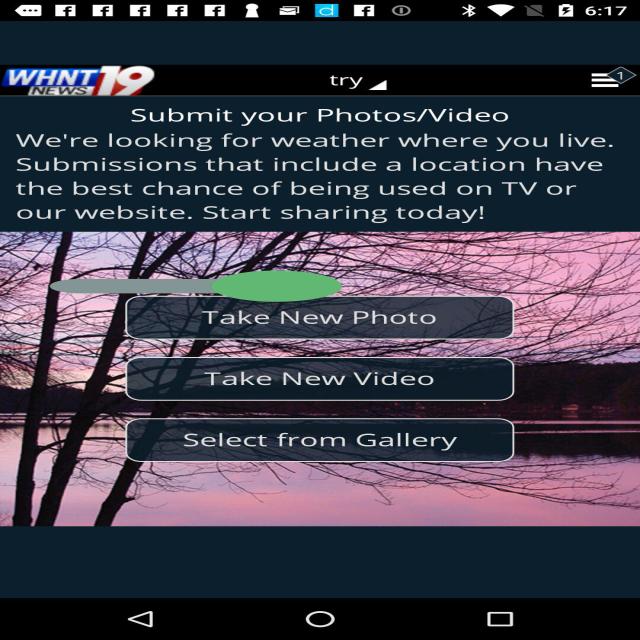 6:17
WHNT 19
NEWS
try
1
Submit your Photos/Video
We're looking for weather where you live.
Submissions that include a location have
the best chance of being used on TV or
our website. Start sharing today!
Take New Photo
Take New Video
Select from Gallery